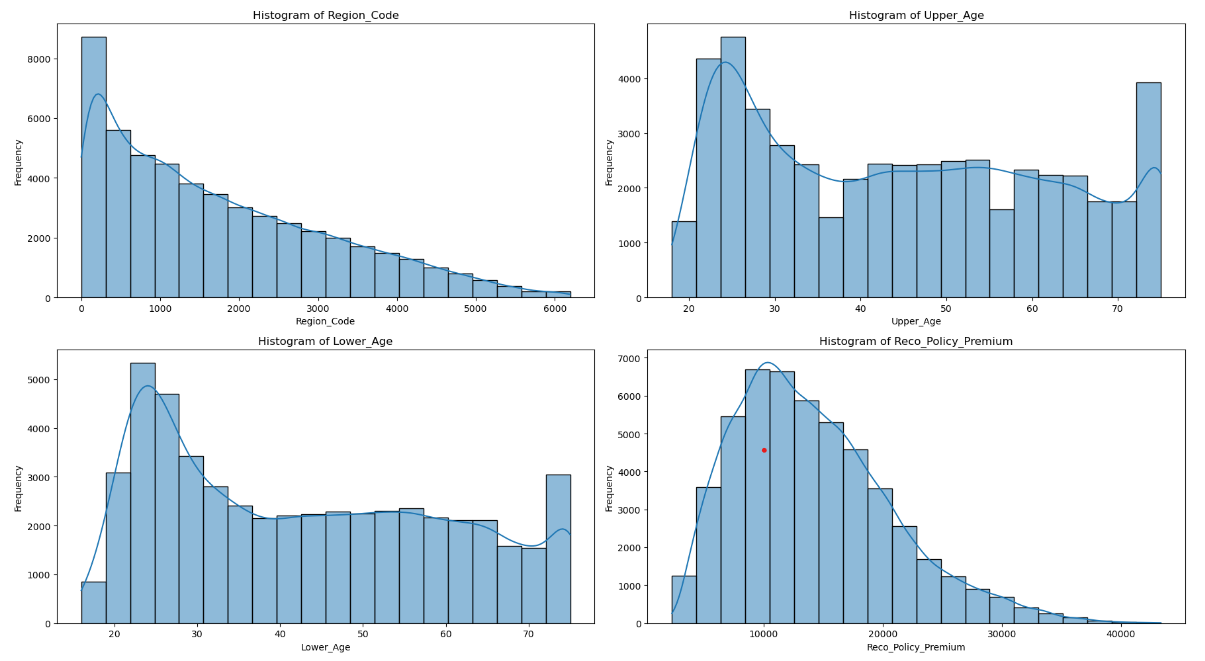 Histogram of Region_Code
8000
6000
4000
2000
0
Frequency
0 1000 2000 3000 4000 5000 6000
Region_Code
Histogram of Upper_Age
4000
3000
2000
1000
0
Frequency
20 30 40 50 60 70
Upper_Age
Histogram of Lower_Age
5000
4000
3000
2000
1000
0
Frequency
20 30 40 50 60 70
Lower_Age
Histogram of Reco_Policy_Premium
7000
6000
5000
4000
3000
2000
1000
0
Frequency
10000 20000 30000 40000
Reco_Policy_Premium